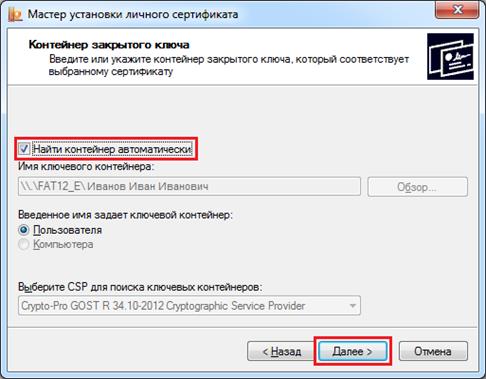 Мастер установки личного сертификата
Контейнер закрытого ключа
Введите или укажите контейнер закрытого ключа, который соответствует
выбранному сертификату
Найти контейнер автоматически
Имя ключевого контейнера:
\\.\FAT12_E\ Иванов Иван Иванович
Обзор...
Введенное имя задает ключевой контейнер:
Пользователя
Компьютера
Выберите CSP для поиска ключевых контейнеров:
Crypto-Pro GOST R 34.10-2012 Cryptographic Service Provider
< Назад
Далее >
Отмена